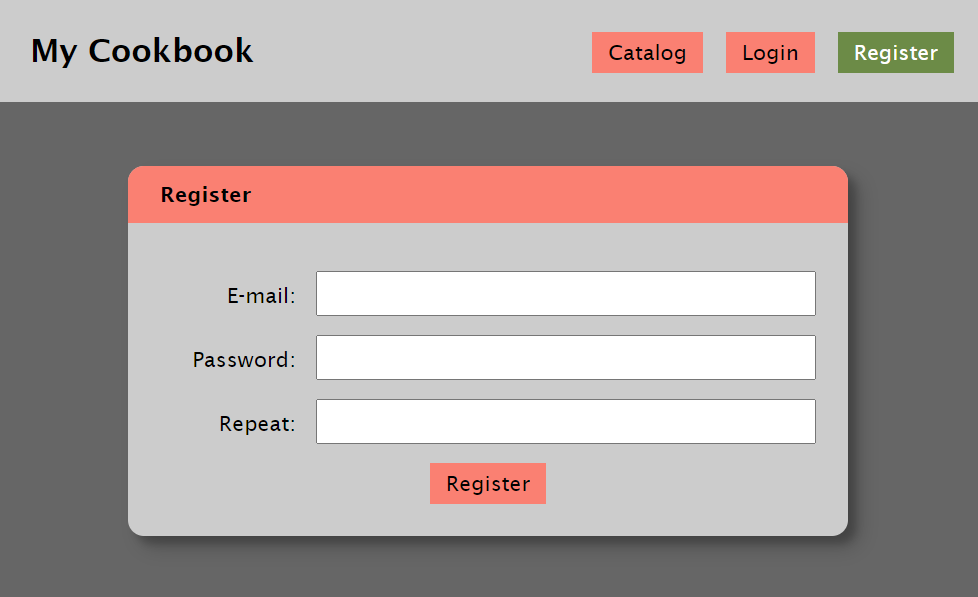 My Cookbook
Catalog
Login
Register
Register
E-mail:
Password:
Repeat:
Register